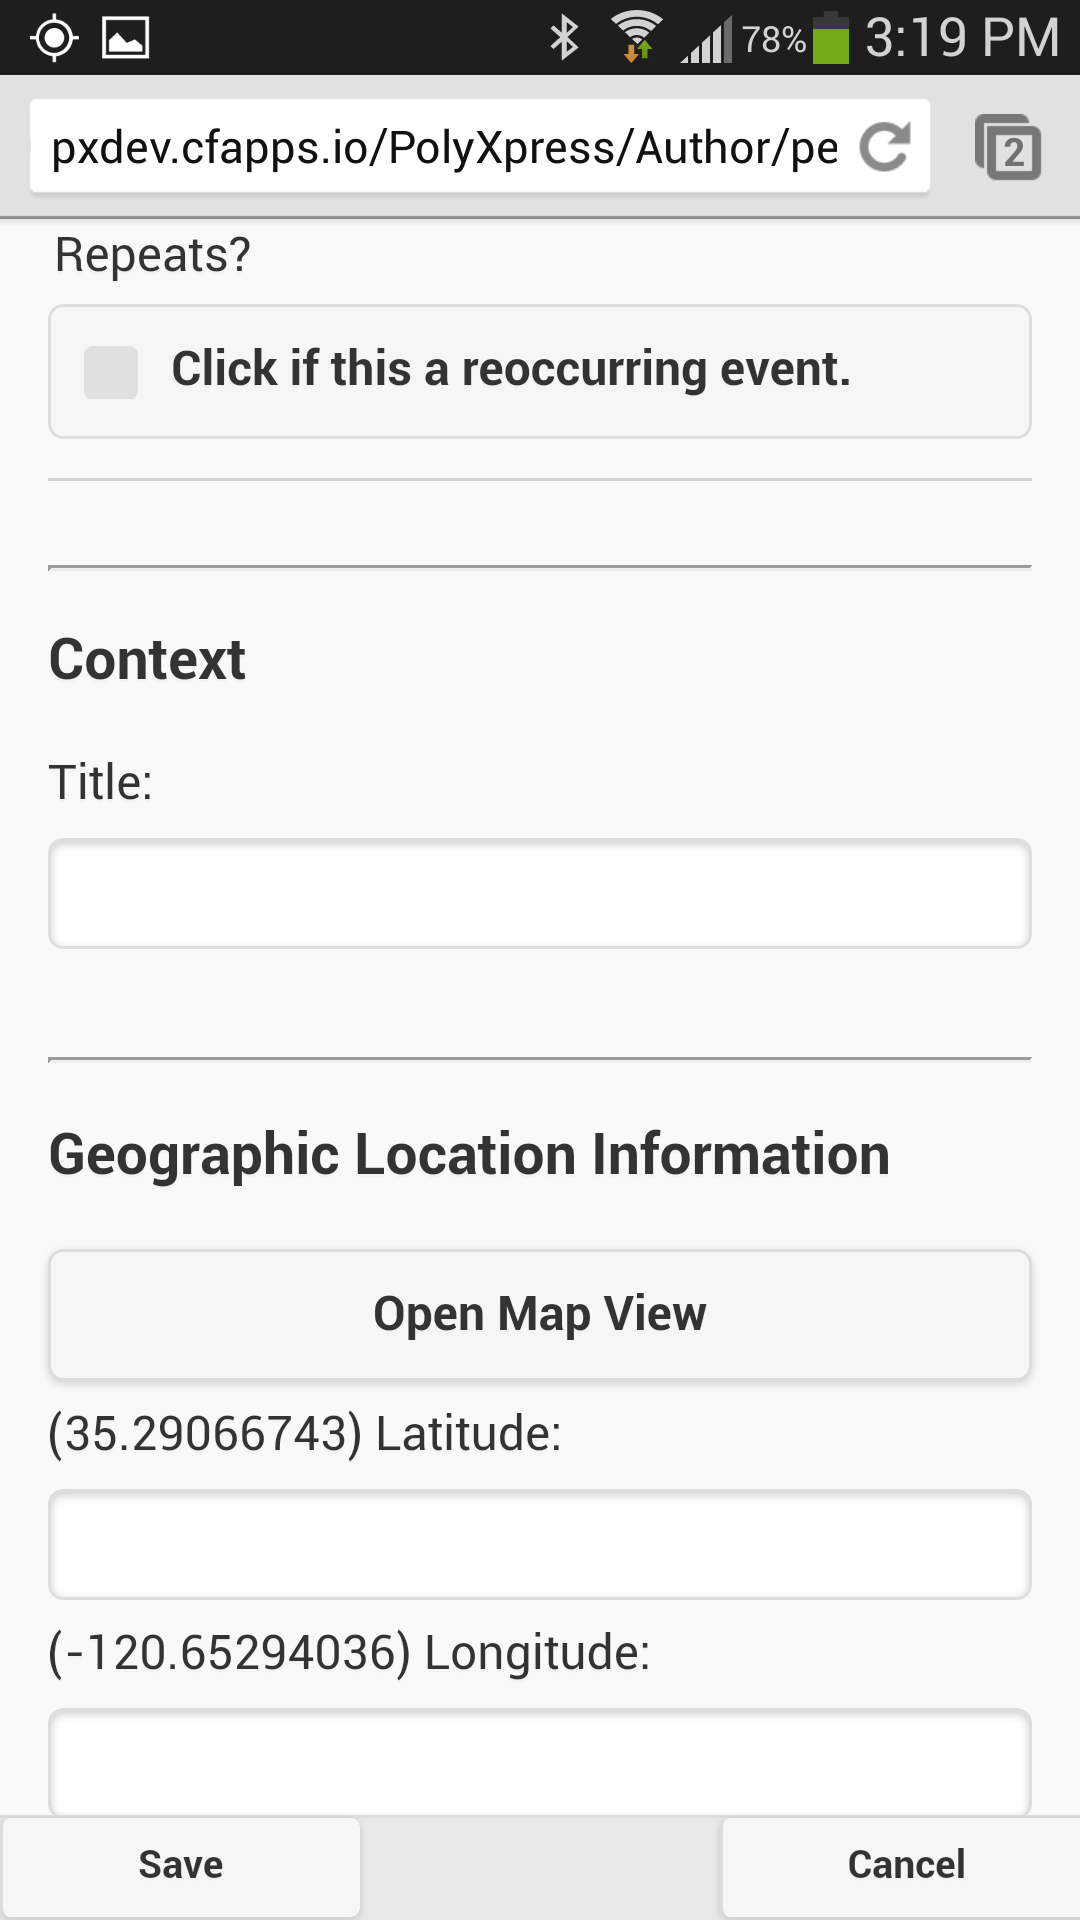 78% 3:19 PM
pxdev.cfapps.io/PolyXpress/Author/pe
2
Repeats?
Click if this a reoccurring event.
Context
Title:
Geographic Location Information
Open Map View
(35.29066743) Latitude:
(-120.65294036) Longitude:
Save Cancel